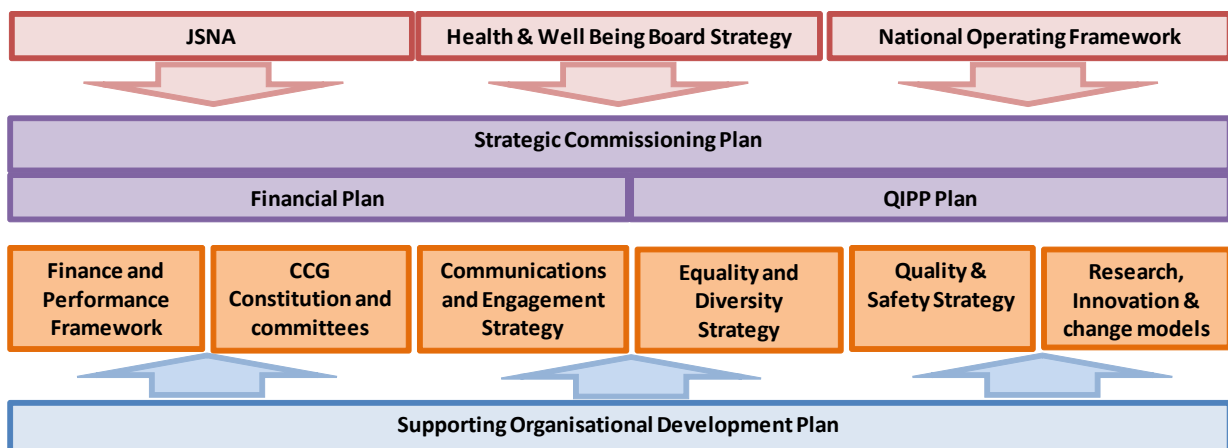 JSNA
Health & Well Being Board Strategy
National Operating Framework
Strategic Commissioning Plan
Financial Plan
QIPP Plan
Finance and
Performance
Framework
CCG
Constitution and
committees
Communications
and Engagement
Strategy
Equality and
Diversity
Strategy
Quality &
Safety Strategy
Research,
Innovation &
change models
Supporting Organisational Development Plan